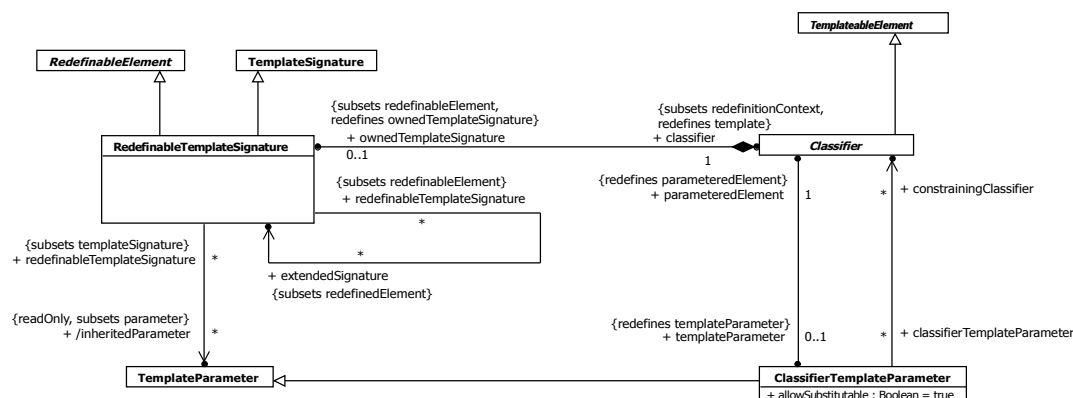 TemplateableElement
RedefinableElement
TemplateSignature
{subsets redefinableElement,
redefines ownedTemplateSignature}
+ ownedTemplateSignature
0..1
{subsets redefinitionContext,
redefines template}
+ classifier
1
RedefinableTemplateSignature
Classifier
{subsets redefinableElement}
+ redefinableTemplateSignature
*
{redefines parameteredElement}
+ parameteredElement
1
*
+ constrainingClassifier
{subsets templateSignature}
+ redefinableTemplateSignature
*
*
+ extendedSignature
{subsets redefinedElement}
{readOnly, subsets parameter}
+ /inheritedParameter
*
{redefines templateParameter}
+ templateParameter
0..1
*
+ classifierTemplateParameter
TemplateParameter
ClassifierTemplateParameter
+ allowSubstitutable : Boolean = true